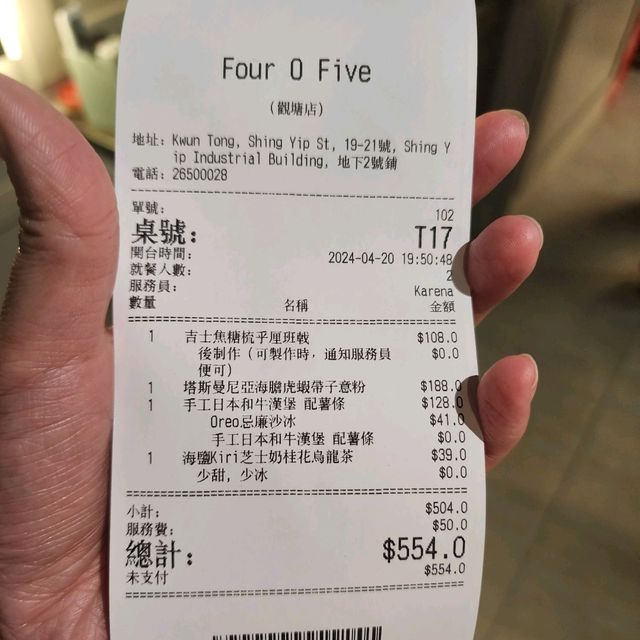 Four O Five
(觀塘店)
地址: Kwun Tong, Shing Yip St, 19-21號, Shing Y
ip Industrial Building, 地下2號鋪
電話: 26500028
單號: 102
桌號: T17
開台時間: 2024-04-20 19:50:48
就餐人數: 2
服務員: Karena
數量 名稱 金額
1 吉士焦糖梳乎厘班戟 $108.0
後制作 (可製作時, 通知服務員 $0.0
便可)
1 塔斯曼尼亞海膽虎蝦帶子意粉 $188.0
1 手工日本和牛漢堡 配薯條 $128.0
Oreo忌廉沙冰 $41.0
手工日本和牛漢堡 配薯條 $0.0
1 海鹽Kiri芝士奶桂花烏龍茶 $39.0
少甜, 少冰 $0.0
小計: $504.0
服務費: $50.0
總計: $554.0
未支付 $554.0